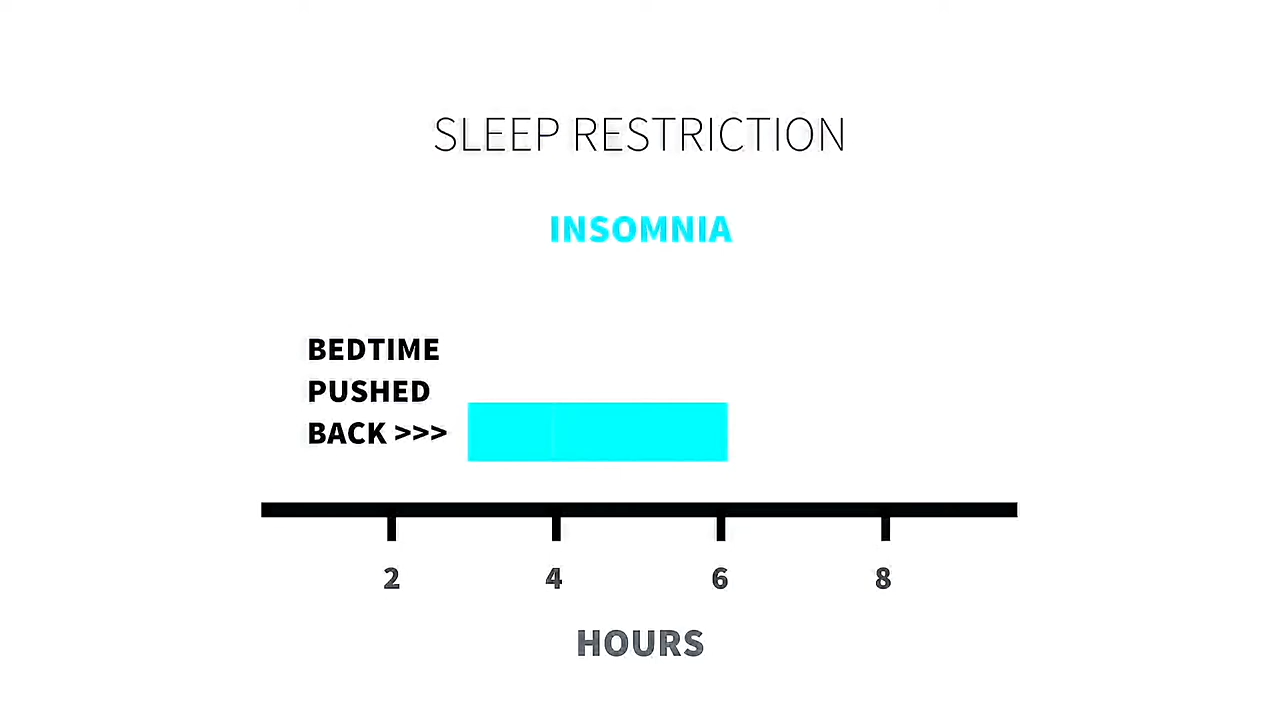 SLEEP RESTRICTION
INSOMNIA
BEDTIME
PUSHED
BACK >>>
2 4 6 8
HOURS